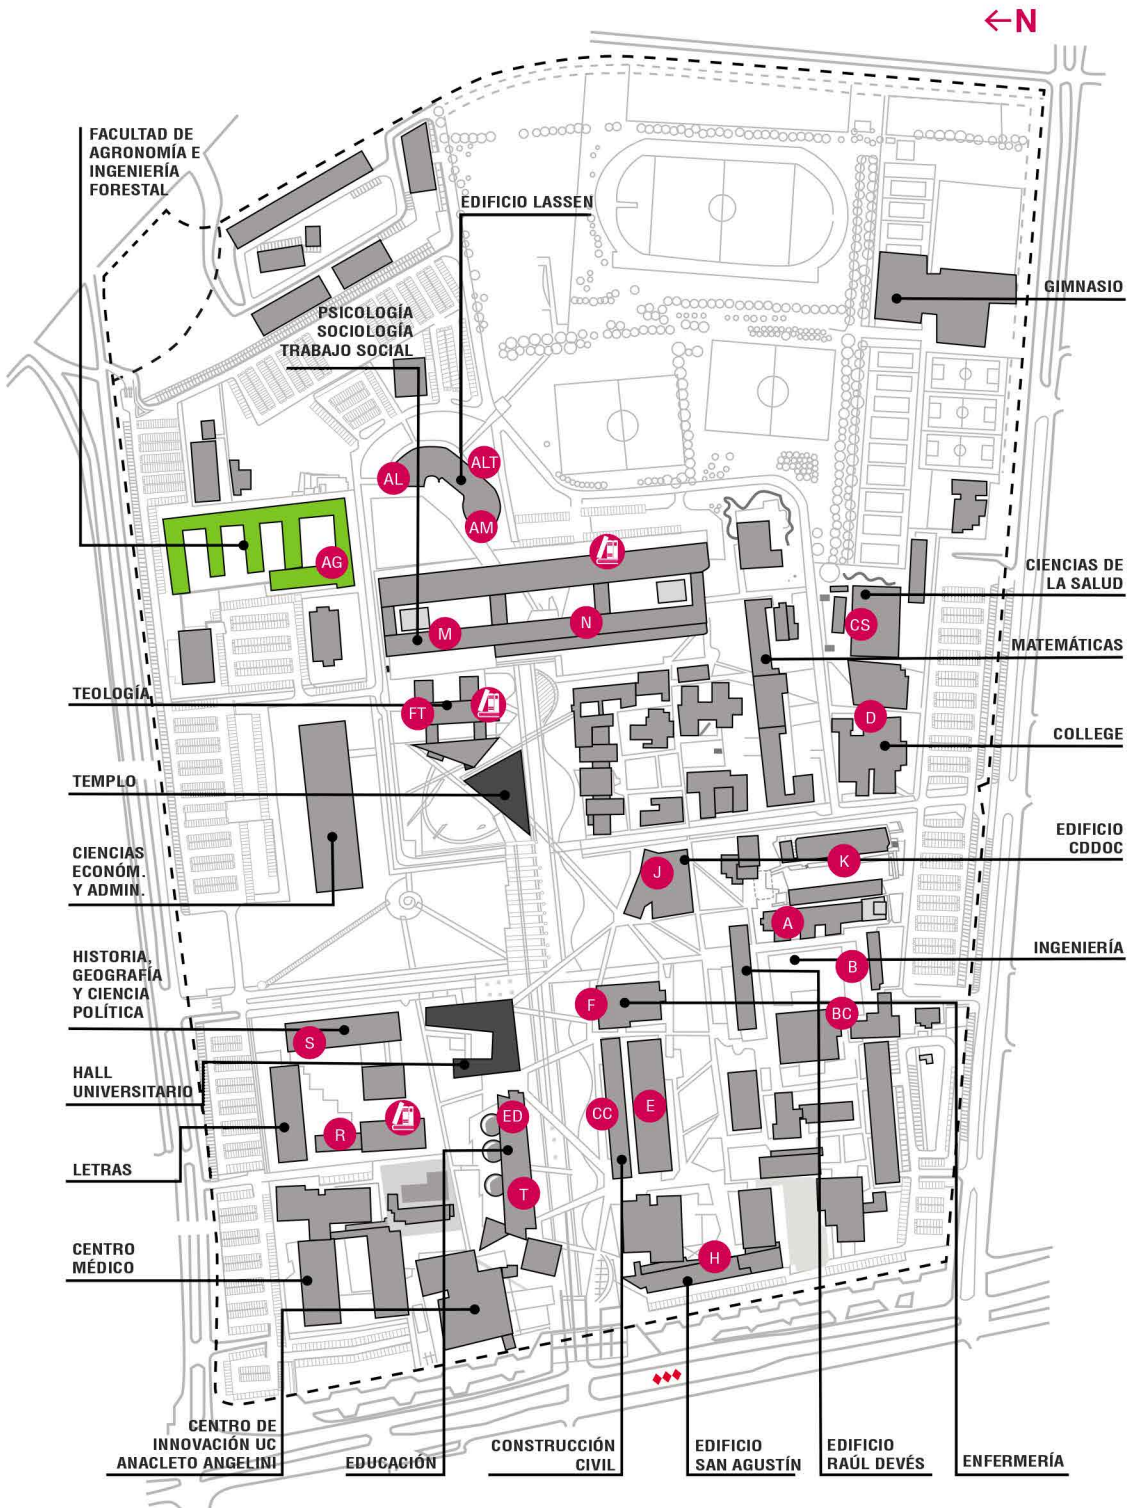 ←N
FACULTAD DE
AGRONOMÍA E
INGENIERÍA
FORESTAL
EDIFICIO LASSEN
GIMNASIO
PSICOLOGÍA
SOCIOLOGÍA
TRABAJO SOCIAL
AL
ALT
AM
AG
CIENCIAS DE
LA SALUD
CS
M
N
MATEMÁTICAS
TEOLOGÍA
FT
D
COLLEGE
TEMPLO
EDIFICIO
CDDOC
CIENCIAS
ECONÓM.
Y ADMIN.
J
K
A
HISTORIA,
GEOGRAFÍA
Y CIENCIA
POLÍTICA
INGENIERÍA
B
F
BC
S
HALL
UNIVERSITARIO
ED
CC
E
R
LETRAS
T
CENTRO
MÉDICO
H
CENTRO DE
INNOVACIÓN UC
ANACLETO ANGELINI
EDUCACIÓN
CONSTRUCCIÓN
CIVIL
EDIFICIO
SAN AGUSTÍN
EDIFICIO
RAÚL DEVÉS
ENFERMERÍA